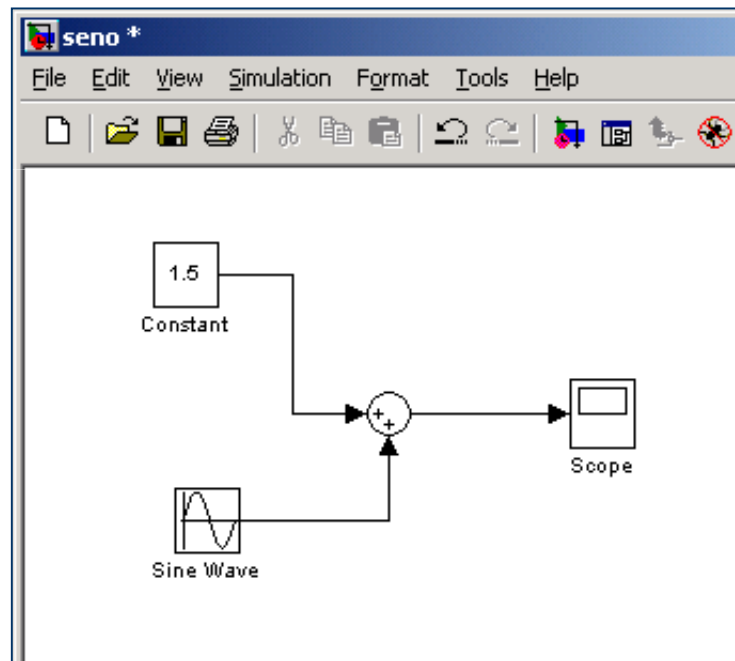 seno *
File Edit View Simulation Format Tools Help
1.5
Constant
+
+
Scope
Sine Wave